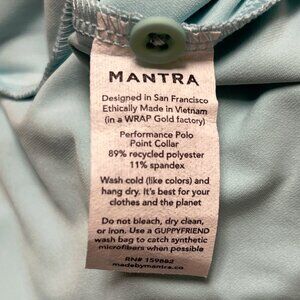 MANTRA
Designed in San Francisco
Ethically Made in Vietnam
(in a WRAP Gold factory)
Performance Polo
Point Collar
89% recycled polyester
11% spandex
Wash cold (like colors) and
hang dry. It's best for your
clothes and the planet
Do not bleach, dry clean,
or iron. Use a GUPPYFRIEND
wash bag to catch synthetic
microfibers when possible
RN# 159883
madebymantra.co